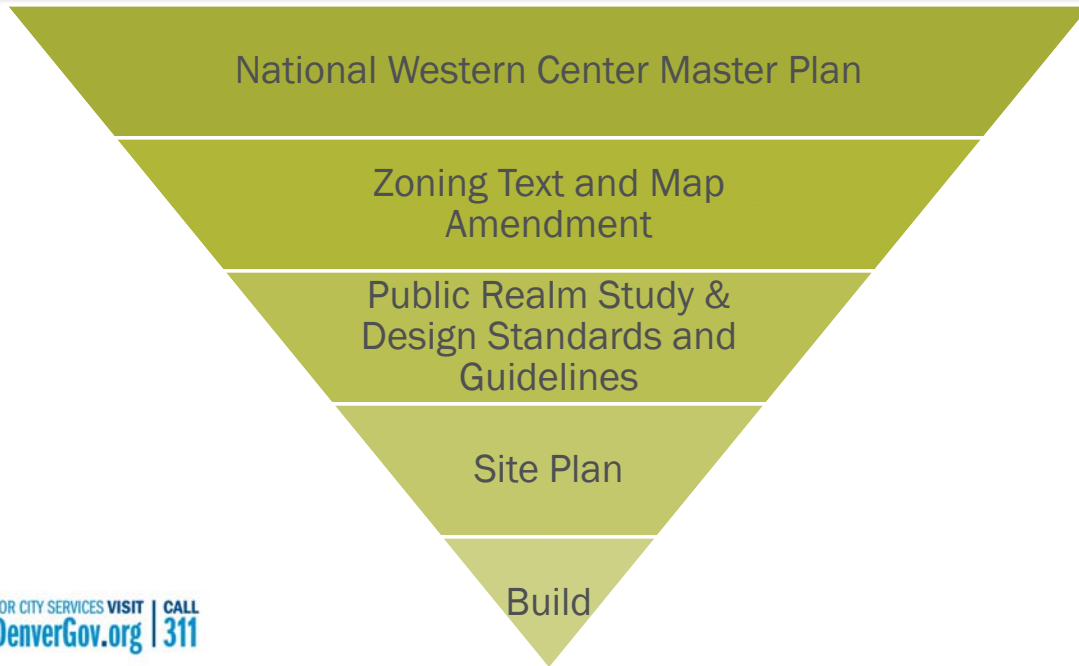 National Western Center Master Plan
Zoning Text and Map
Amendment
Public Realm Study &
Design Standards and
Guidelines
Site Plan
Build
OR CITY SERVICES VISIT | CALL
DenverGov.org | 311